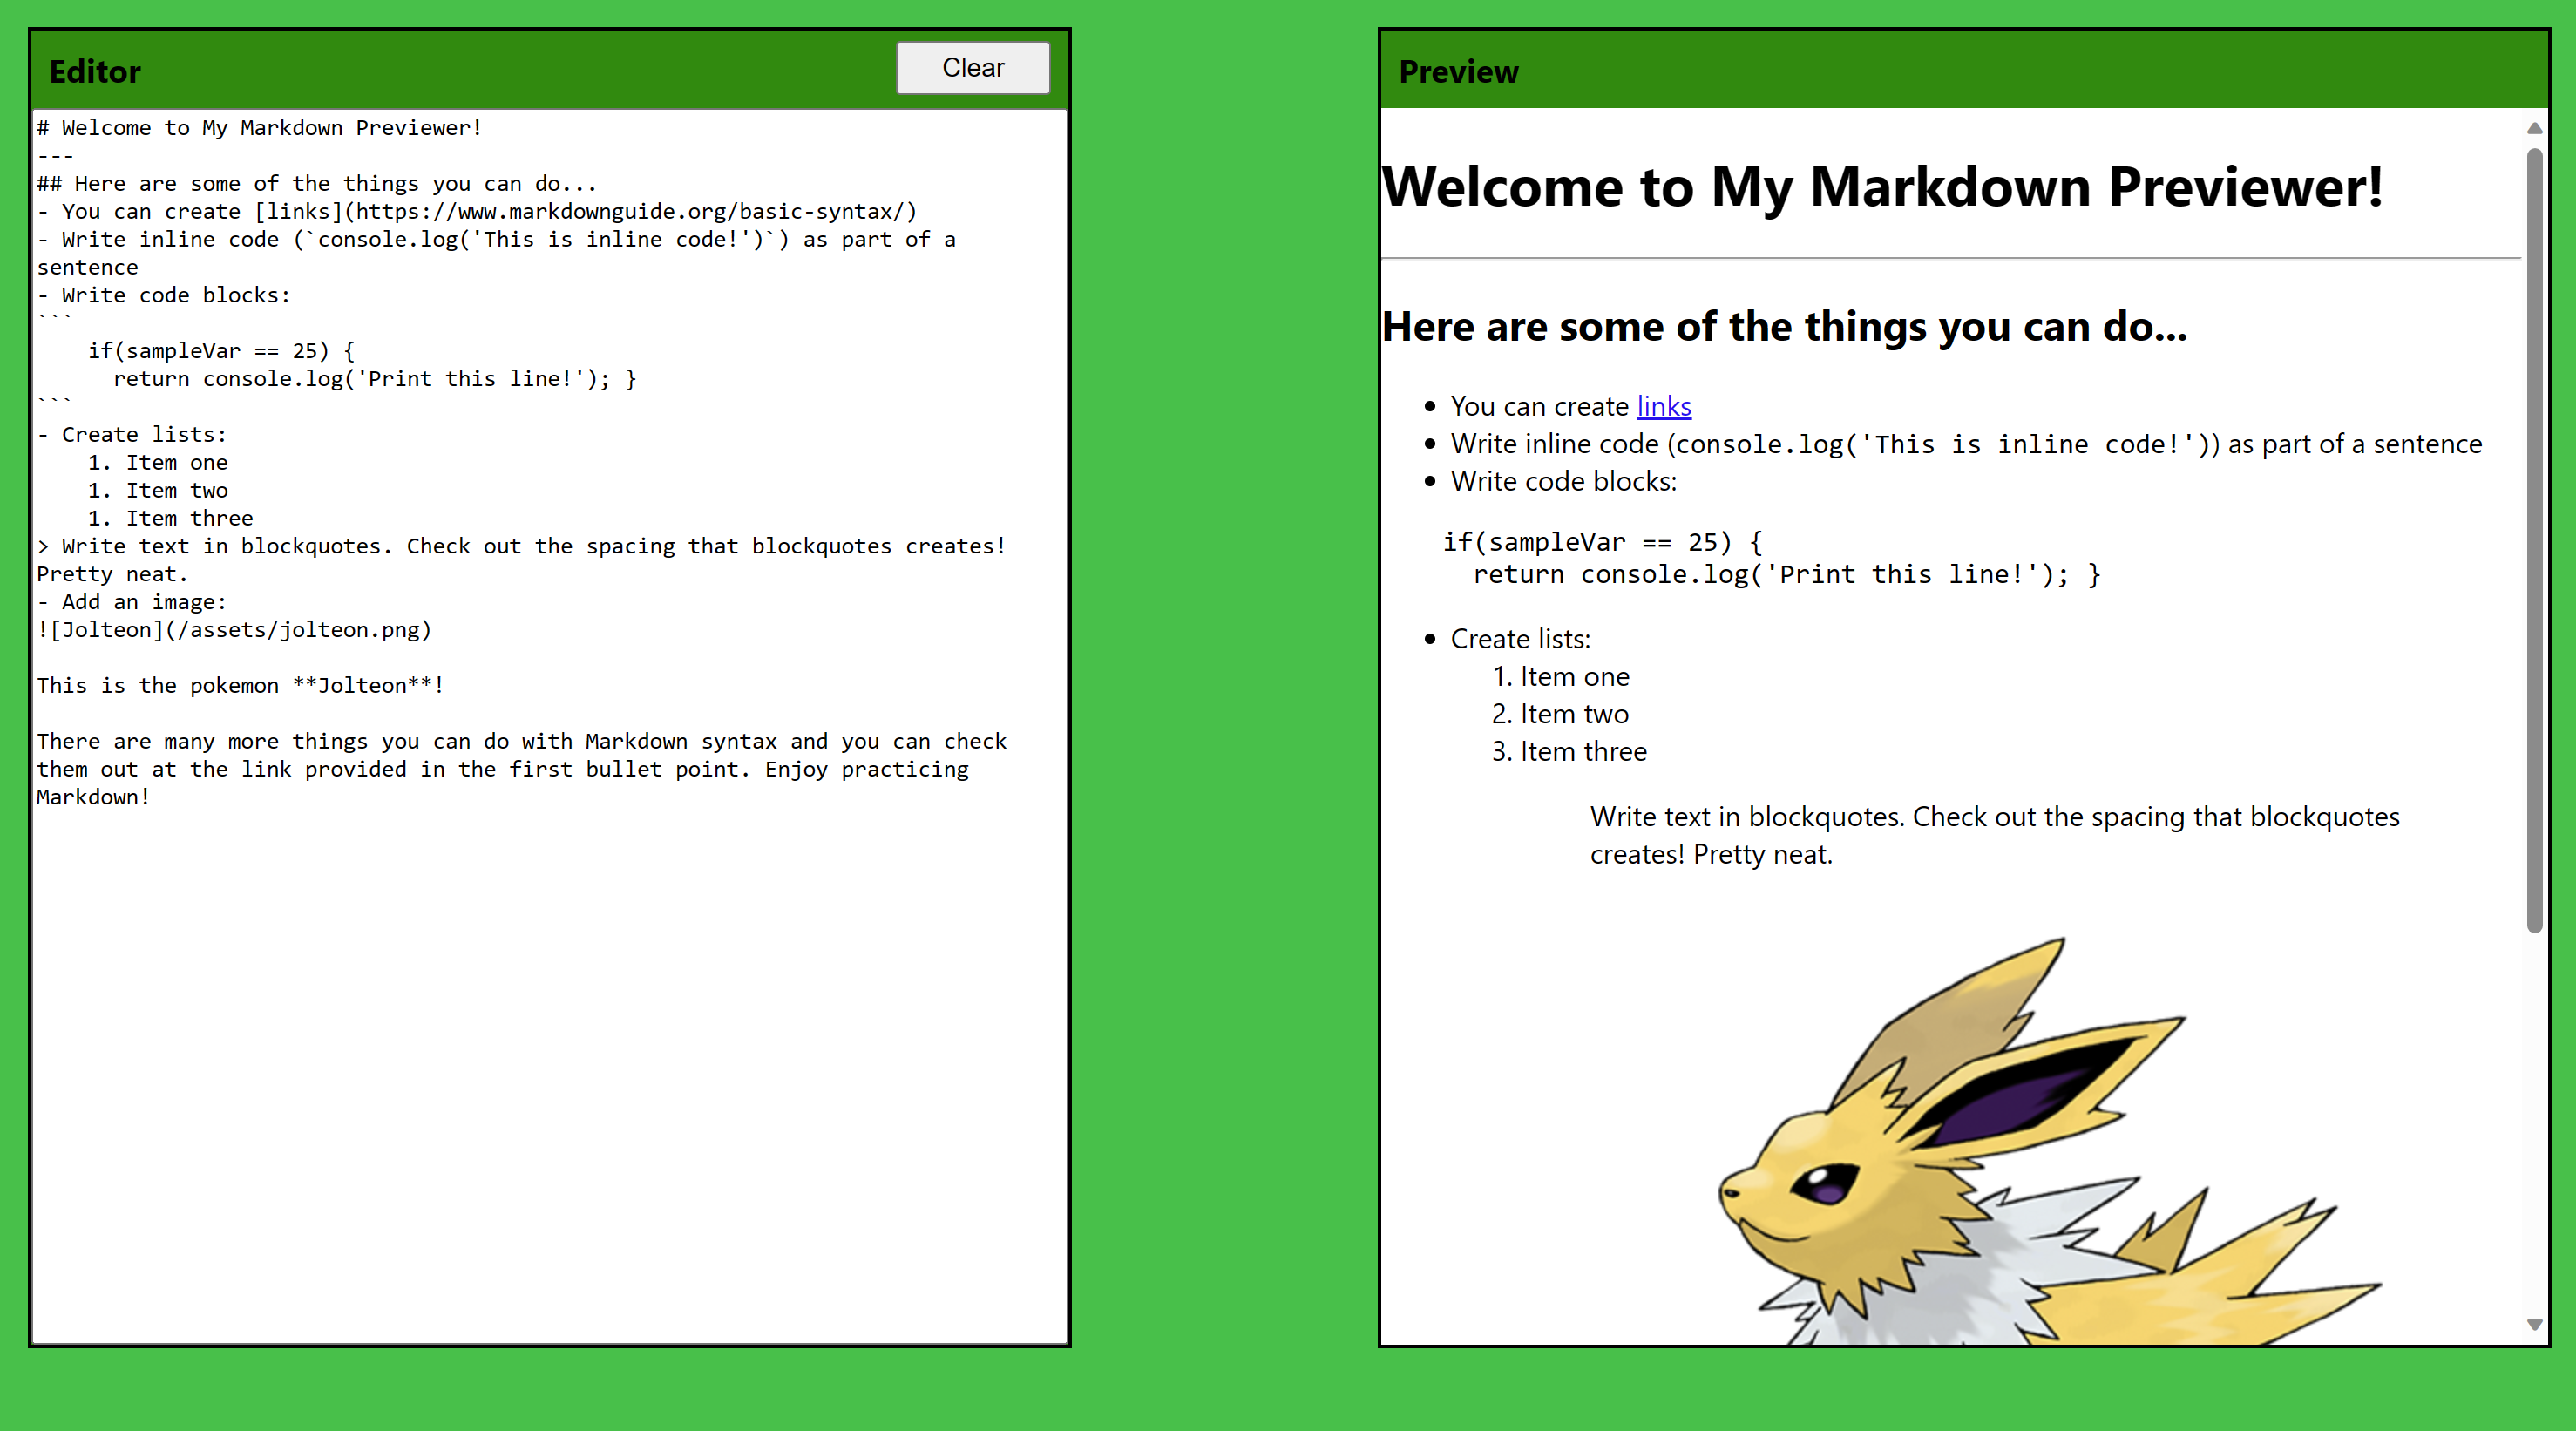 Editor
Clear
# Welcome to My Markdown Previewer!
---
## Here are some of the things you can do...
- You can create [links](https://www.markdownguide.org/basic-syntax/)
- Write inline code (`console.log('This is inline code!')`) as part of a
sentence
- Write code blocks:
```
    if(sampleVar == 25) {
      return console.log('Print this line!'); }
```
- Create lists:
    1. Item one
    1. Item two
    1. Item three
> Write text in blockquotes. Check out the spacing that blockquotes creates!
Pretty neat.
- Add an image:
![Jolteon](/assets/jolteon.png)

This is the pokemon **Jolteon**!

There are many more things you can do with Markdown syntax and you can check
them out at the link provided in the first bullet point. Enjoy practicing
Markdown!
Preview
Welcome to My Markdown Previewer!
Here are some of the things you can do...
• You can create links
• Write inline code (console.log('This is inline code!')) as part of a sentence
• Write code blocks:
if(sampleVar == 25) {
  return console.log('Print this line!'); }
• Create lists:
1. Item one
2. Item two
3. Item three
Write text in blockquotes. Check out the spacing that blockquotes
creates! Pretty neat.